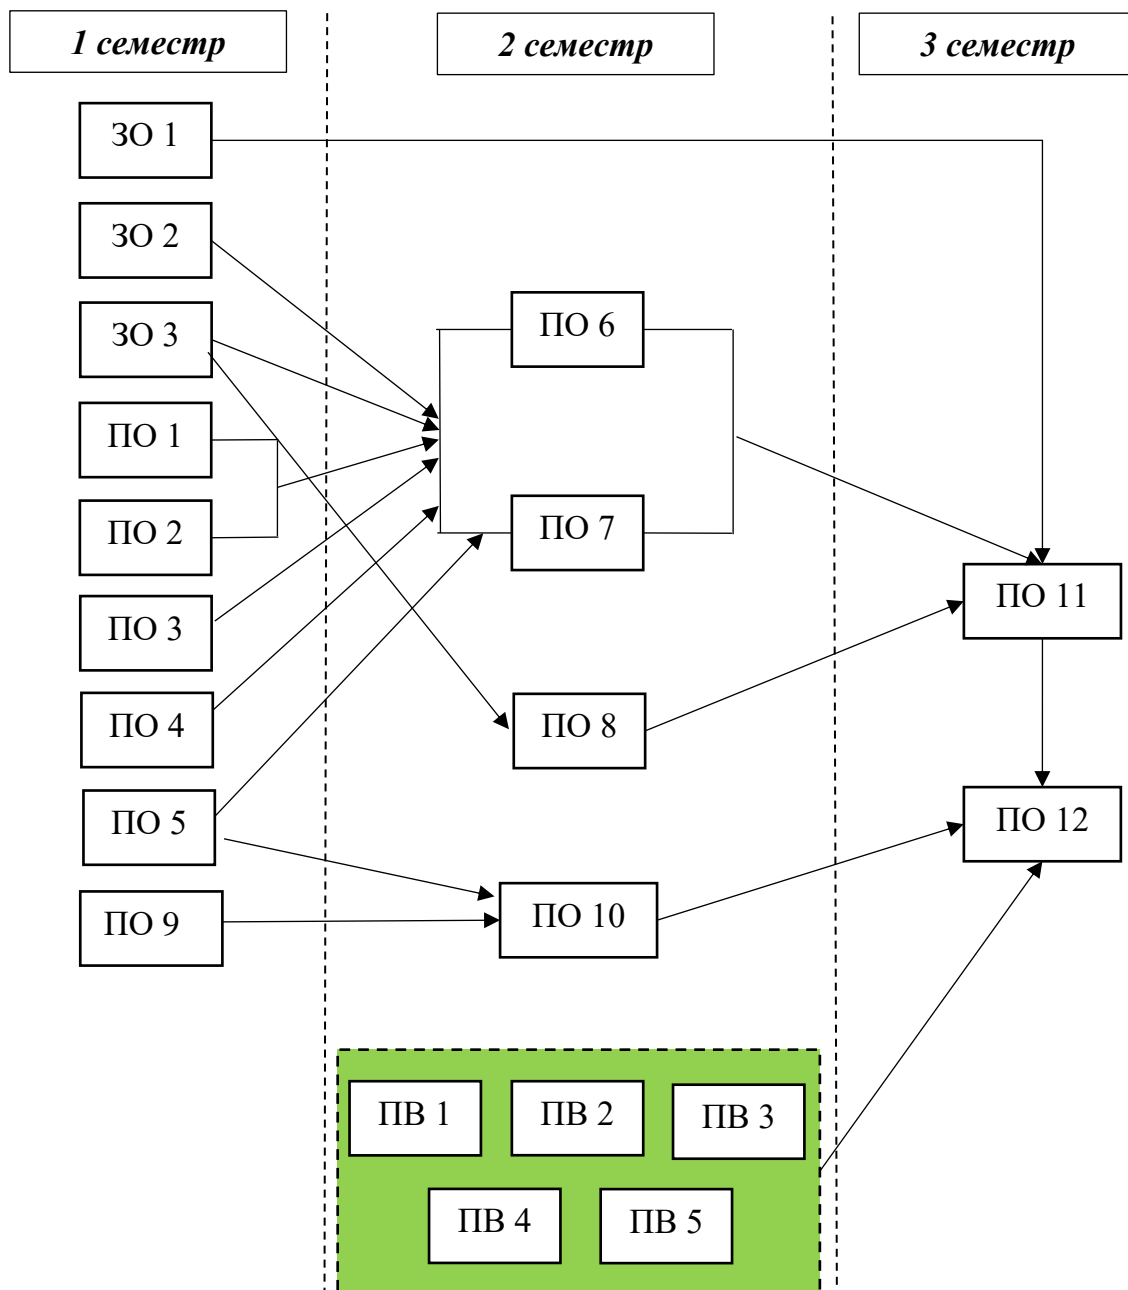 1 семестр
2 семестр
3 семестр
ЗО 1
ЗО 2
ЗО 3
ПО 1
ПО 2
ПО 3
ПО 4
ПО 5
ПО 9
ПО 6
ПО 7
ПО 8
ПО 10
ПВ 1
ПВ 2
ПВ 3
ПВ 4
ПВ 5
ПО 11
ПО 12